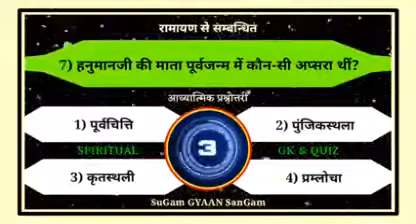 रामायण से सम्बन्धित
7) हनुमानजी की माता पूर्वजन्म में कौन-सी अप्सरा थीं?
आध्यात्मिक प्रश्नोत्तरी
1) पूर्वचित्ति
2) पुंजिकस्थला
SPIRITUAL
3
GK & QUIZ
3) कृतस्थली
4) प्रम्लोचा
SuGam GYAAN SanGam